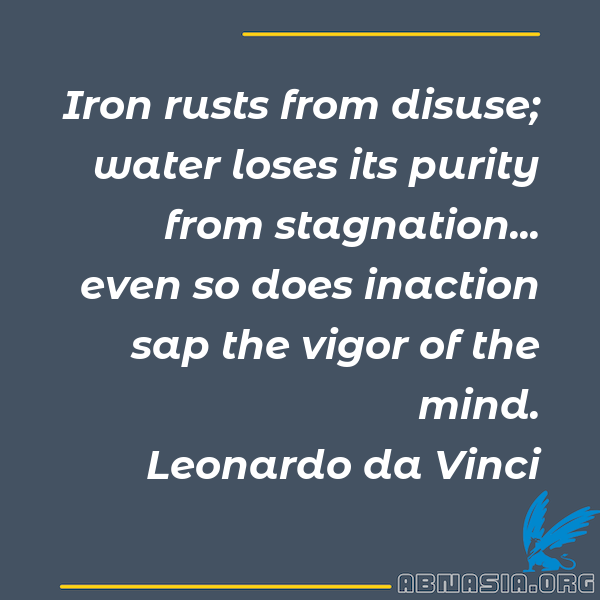 Iron rusts from disuse;
water loses its purity
from stagnation...
even so does inaction
sap the vigor of the
mind.
Leonardo da Vinci
ABNASIA.ORG